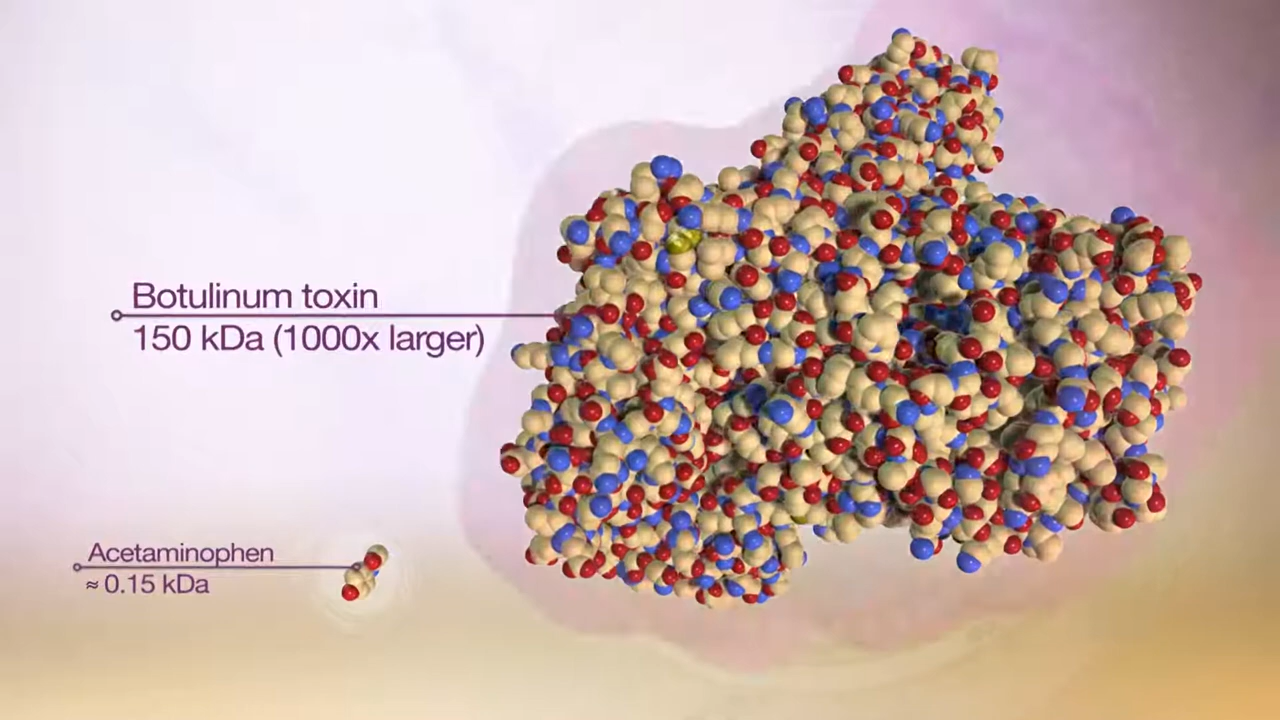 Botulinum toxin
150 kDa (1000x larger)
Acetaminophen
≈ 0.15 kDa